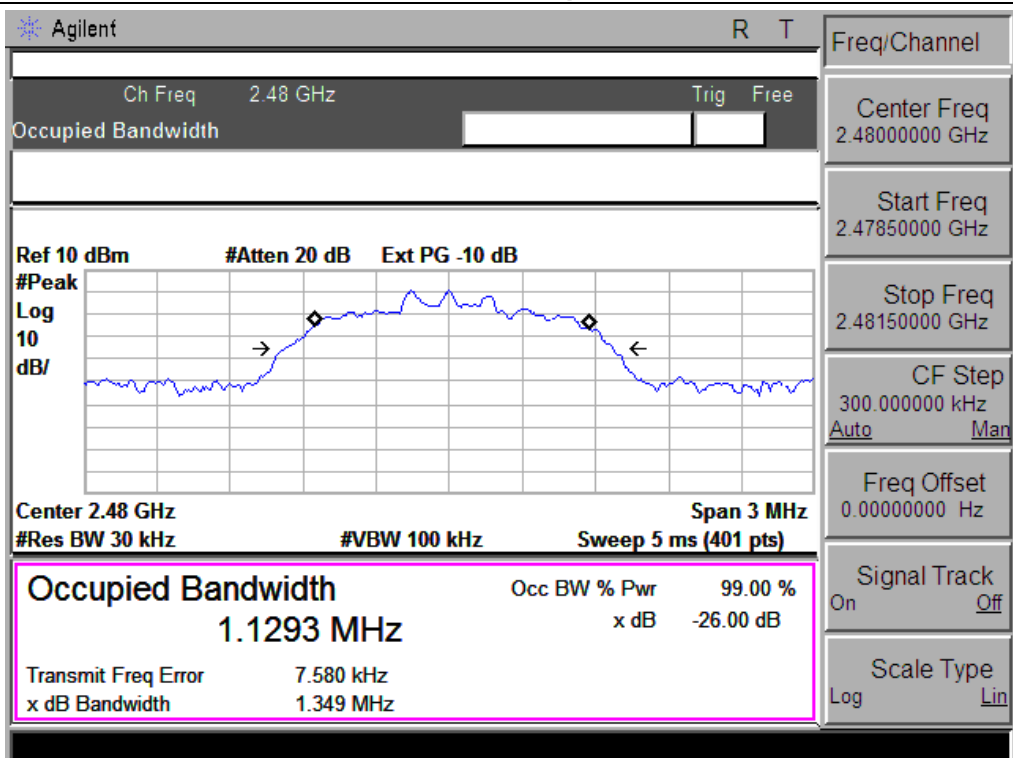 Agilent R T
Ch Freq 2.48 GHz Trig Free
Occupied Bandwidth
Ref 10 dBm #Atten 20 dB Ext PG -10 dB
#Peak
Log
10
dB/
Center 2.48 GHz Span 3 MHz
#Res BW 30 kHz #VBW 100 kHz Sweep 5 ms (401 pts)
Occupied Bandwidth
1.1293 MHz
Occ BW % Pwr 99.00 %
x dB -26.00 dB
Transmit Freq Error 7.580 kHz
x dB Bandwidth 1.349 MHz
Freq/Channel
Center Freq
2.48000000 GHz
Start Freq
2.47850000 GHz
Stop Freq
2.48150000 GHz
CF Step
300.000000 kHz
Auto Man
Freq Offset
0.00000000 Hz
Signal Track
On Off
Scale Type
Log Lin